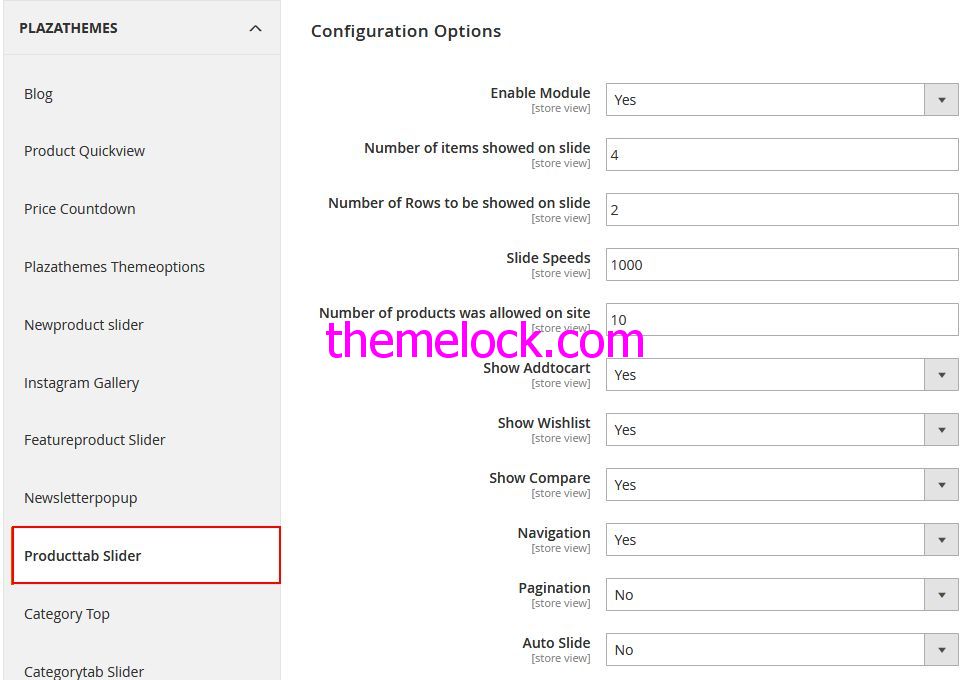 PLAZATHEMES
Blog
Product Quickview
Price Countdown
Plazathemes Themeoptions
Newproduct slider
Instagram Gallery
Featureproduct Slider
Newsletterpopup
Producttab Slider
Category Top
Categorytab Slider
Configuration Options
Enable Module
[store view]
Yes
Number of items showed on slide
[store view]
4
Number of Rows to be showed on slide
[store view]
2
Slide Speeds
[store view]
1000
Number of products was allowed on site
[store view]
10
themelock.com
Show Addtocart
[store view]
Yes
Show Wishlist
[store view]
Yes
Show Compare
[store view]
Yes
Navigation
[store view]
Yes
Pagination
[store view]
No
Auto Slide
[store view]
No